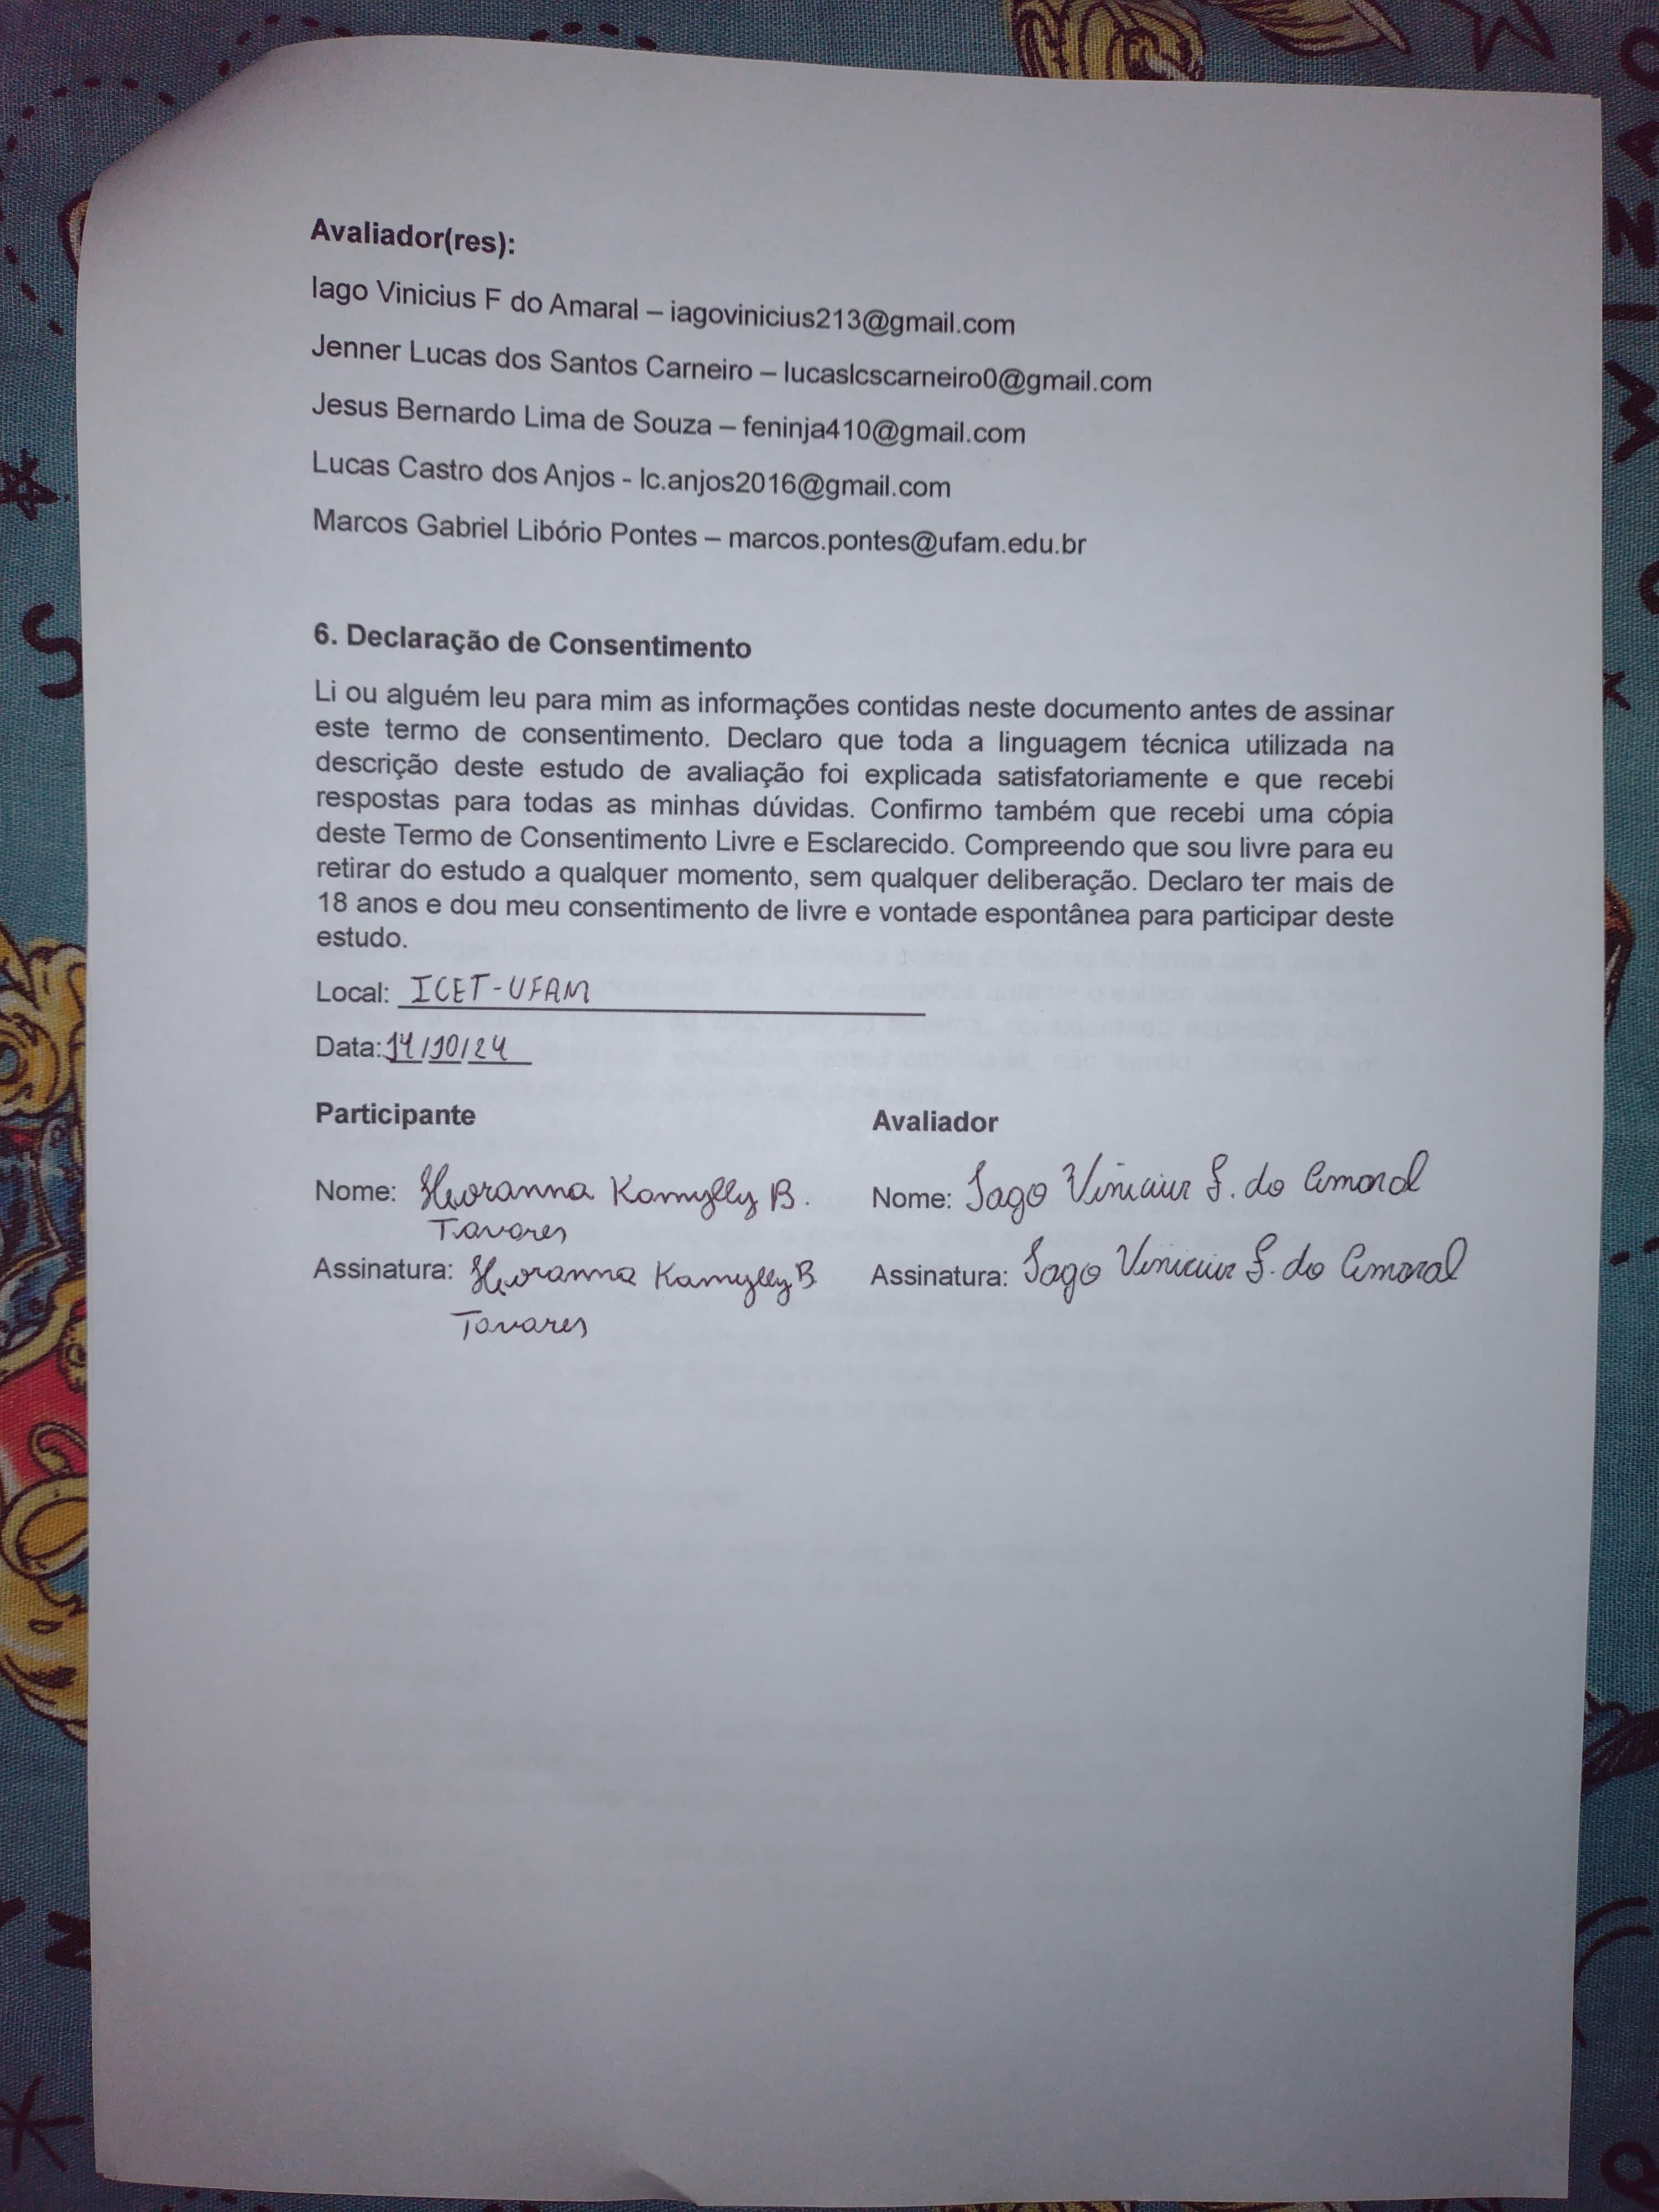 Avaliador(res):
Iago Vinicius F do Amaral – iagovinicius213@gmail.com
Jenner Lucas dos Santos Carneiro – lucaslcscarneiro0@gmail.com
Jesus Bernardo Lima de Souza – feninja410@gmail.com
Lucas Castro dos Anjos - lc.anjos2016@gmail.com
Marcos Gabriel Libório Pontes – marcos.pontes@ufam.edu.br
6. Declaração de Consentimento
Li ou alguém leu para mim as informações contidas neste documento antes de assinar
este termo de consentimento. Declaro que toda a linguagem técnica utilizada na
descrição deste estudo de avaliação foi explicada satisfatoriamente e que recebi
respostas para todas as minhas dúvidas. Confirmo também que recebi uma cópia
deste Termo de Consentimento Livre e Esclarecido. Compreendo que sou livre para eu
retirar do estudo a qualquer momento, sem qualquer deliberação. Declaro ter mais de
18 anos e dou meu consentimento de livre e vontade espontânea para participar deste
estudo.
Local: ICET-UFAM
Data: 14/10/24
Participante Avaliador
Nome: Kamylly B. Nome: Iago Vinicius F. do Amaral
Tavares
Assinatura: Kamylly B Assinatura: Iago Vinicius F. do Amaral
Tavares